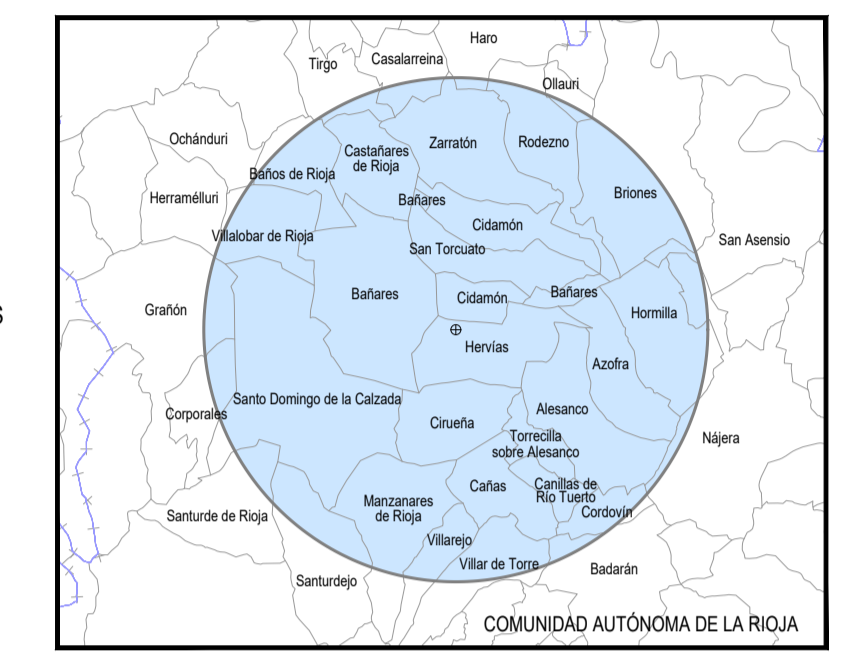 Haro
Tirgo
Casalarreina
Ollauri
Ochánduri
Castañares
de Rioja
Zarratón
Rodezno
Baños de Rioja
Herramélluri
Bañares
Briones
Villalobar de Rioja
Cidamón
San Torcuato
San Asensio
Grañón
Bañares
Cidamón
Bañares
Hormilla
Hervías
Azofra
Santo Domingo de la Calzada
Corporales
Cirueña
Alesanco
Torrecilla
sobre Alesanco
Nájera
Manzanares
de Rioja
Cañas
Canillas de
Río Tuerto
Cordovín
Santurde de Rioja
Villarejo
Villar de Torre
Badarán
Santurdejo
COMUNIDAD AUTÓNOMA DE LA RIOJA